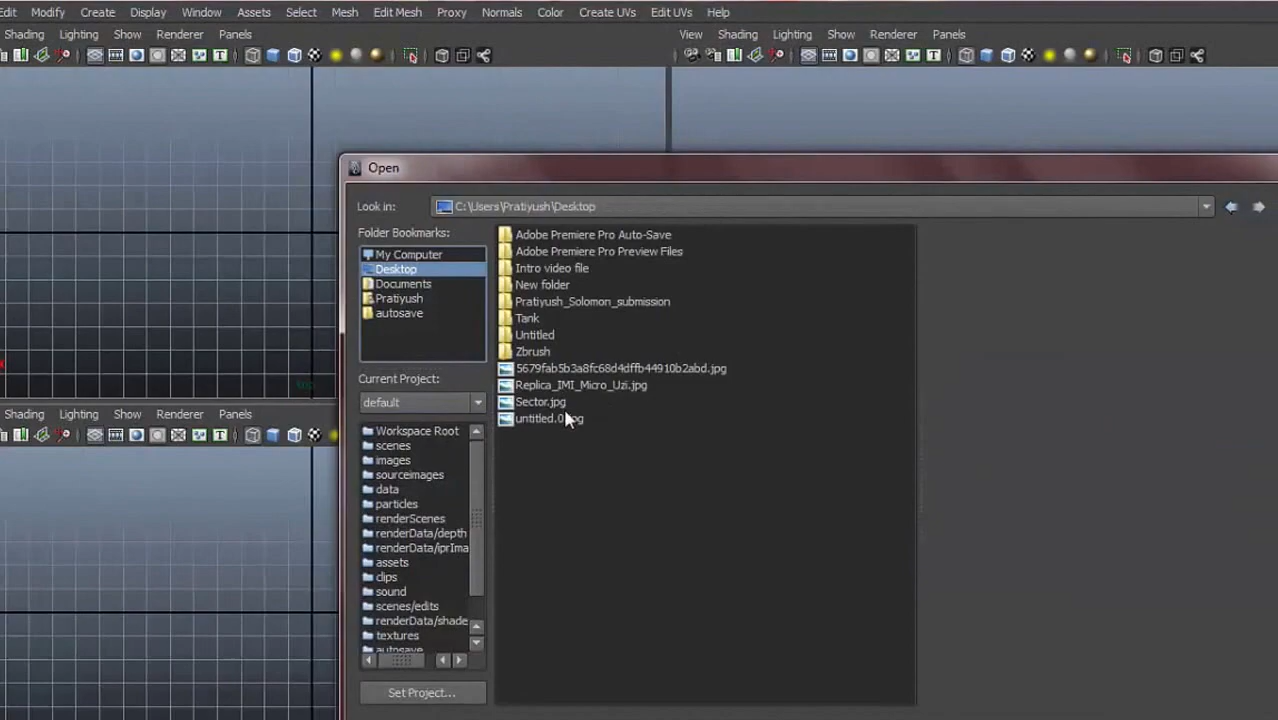 Edit Modify Create Display Window Assets Select Mesh Edit Mesh Proxy Normals Color Create UVs Edit UVs Help
Shading Lighting Show Renderer Panels
View Shading Lighting Show Renderer Panels
Open
Look in: C:\Users\Pratiyush\Desktop
Folder Bookmarks:
My Computer
Desktop
Documents
Pratiyush
autosave
Adobe Premiere Pro Auto-Save
Adobe Premiere Pro Preview Files
Intro video file
New folder
Pratiyush_Solomon_submission
Tank
Untitled
Zbrush
5679fab5b3a8fc68d4dffb44910b2abd.jpg
Replica_IMI_Micro_Uzi.jpg
Sector.jpg
Current Project:
default
Workspace Root
scenes
images
sourceimages
data
particles
renderScenes
renderData/depth
renderData/iprIma
assets
clips
sound
scenes/edits
renderData/shade
textures
autosave
Set Project...
top
Shading Lighting Show Renderer Panels